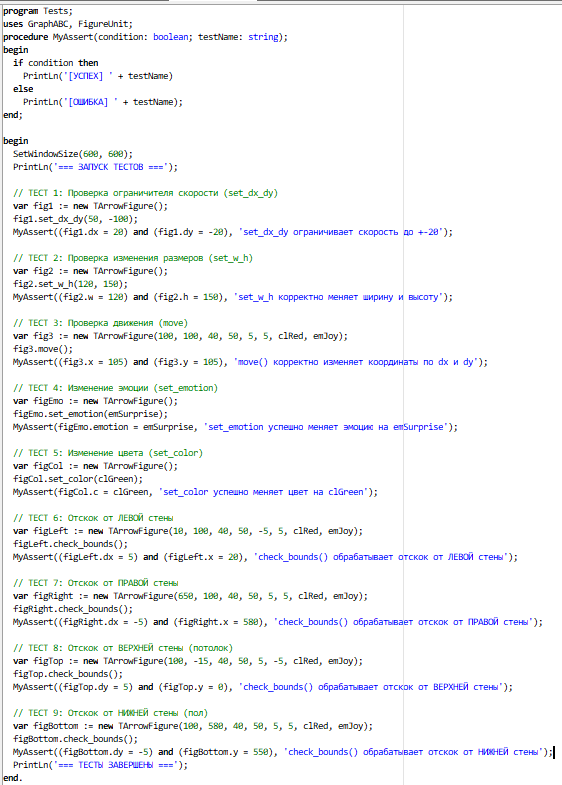 program Tests;
uses GraphABC, FigureUnit;
procedure MyAssert(condition: boolean; testName: string);
begin
  if condition then
    PrintLn('[УСПЕХ] ' + testName)
  else
    PrintLn('[ОШИБКА] ' + testName);
end;

begin
  SetWindowSize(600, 600);
  PrintLn('=== ЗАПУСК ТЕСТОВ ===');

  // ТЕСТ 1: Проверка ограничителя скорости (set_dx_dy)
  var fig1 := new TArrowFigure();
  fig1.set_dx_dy(50, -100);
  MyAssert((fig1.dx = 20) and (fig1.dy = -20), 'set_dx_dy ограничивает скорость до +-20');

  // ТЕСТ 2: Проверка изменения размеров (set_w_h)
  var fig2 := new TArrowFigure();
  fig2.set_w_h(120, 150);
  MyAssert((fig2.w = 120) and (fig2.h = 150), 'set_w_h корректно меняет ширину и высоту');

  // ТЕСТ 3: Проверка движения (move)
  var fig3 := new TArrowFigure(100, 100, 40, 50, 5, 5, clRed, emJoy);
  fig3.move();
  MyAssert((fig3.x = 105) and (fig3.y = 105), 'move() корректно изменяет координаты по dx и dy');

  // ТЕСТ 4: Изменение эмоции (set_emotion)
  var figEmo := new TArrowFigure();
  figEmo.set_emotion(emSurprise);
  MyAssert(figEmo.emotion = emSurprise, 'set_emotion успешно меняет эмоцию на emSurprise');

  // ТЕСТ 5: Изменение цвета (set_color)
  var figCol := new TArrowFigure();
  figCol.set_color(clGreen);
  MyAssert(figCol.c = clGreen, 'set_color успешно меняет цвет на clGreen');

  // ТЕСТ 6: Отскок от ЛЕВОЙ стены
  var figLeft := new TArrowFigure(10, 100, 40, 50, -5, 5, clRed, emJoy);
  figLeft.check_bounds();
  MyAssert((figLeft.dx = 5) and (figLeft.x = 20), 'check_bounds() обрабатывает отскок от ЛЕВОЙ стены');

  // ТЕСТ 7: Отскок от ПРАВОЙ стены
  var figRight := new TArrowFigure(650, 100, 40, 50, 5, 5, clRed, emJoy);
  figRight.check_bounds();
  MyAssert((figRight.dx = -5) and (figRight.x = 580), 'check_bounds() обрабатывает отскок от ПРАВОЙ стены');

  // ТЕСТ 8: Отскок от ВЕРХНЕЙ стены (потолок)
  var figTop := new TArrowFigure(100, -15, 40, 50, 5, -5, clRed, emJoy);
  figTop.check_bounds();
  MyAssert((figTop.dy = 5) and (figTop.y = 0), 'check_bounds() обрабатывает отскок от ВЕРХНЕЙ стены');

  // ТЕСТ 9: Отскок от НИЖНЕЙ стены (пол)
  var figBottom := new TArrowFigure(100, 580, 40, 50, 5, 5, clRed, emJoy);
  figBottom.check_bounds();
  MyAssert((figBottom.dy = -5) and (figBottom.y = 550), 'check_bounds() обрабатывает отскок от НИЖНЕЙ стены');
  PrintLn('=== ТЕСТЫ ЗАВЕРШЕНЫ ===');
end.